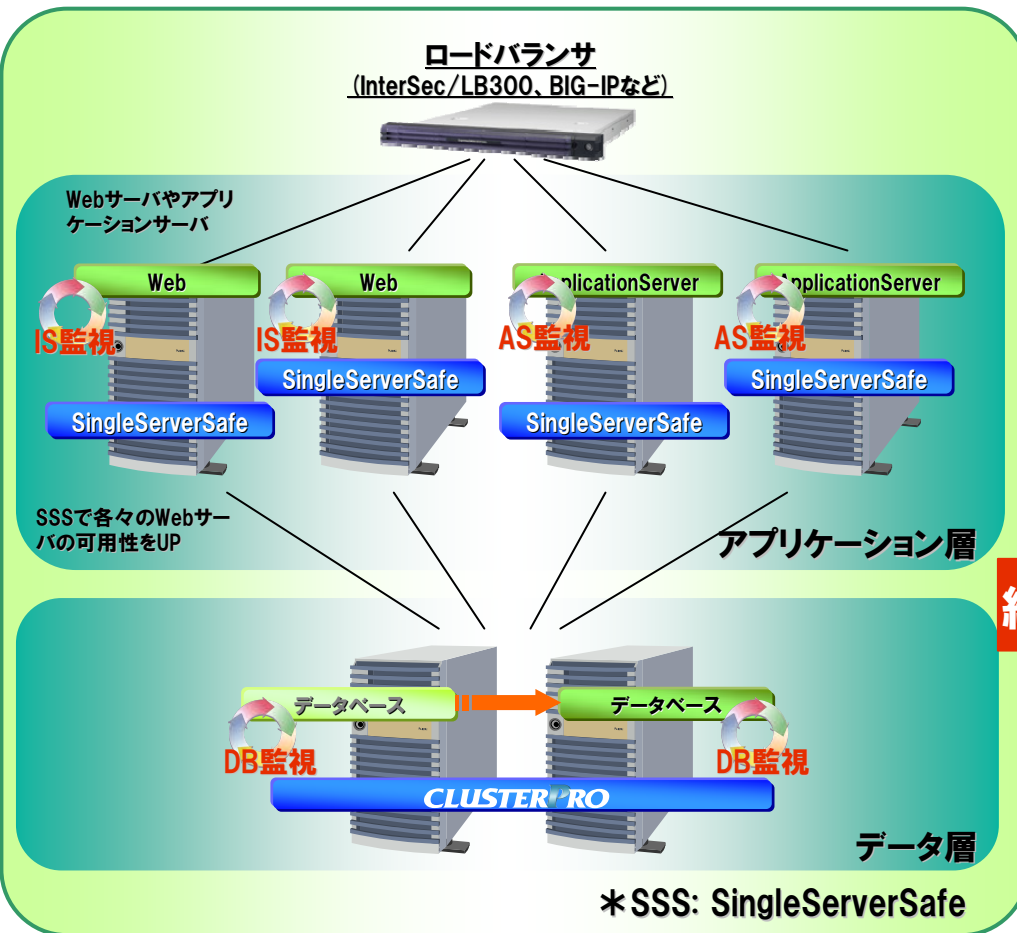 ロードバランサ
(InterSec/LB300、BIG-IPなど)
Webサーバやアプリ
ケーションサーバ
Web
Web
ApplicationServer
ApplicationServer
IS監視
IS監視
AS監視
AS監視
SingleServerSafe
SingleServerSafe
SingleServerSafe
SingleServerSafe
SSSで各々のWebサー
バの可用性をUP
アプリケーション層
データベース
データベース
DB監視
DB監視
CLUSTERPRO
データ層
＊SSS: SingleServerSafe